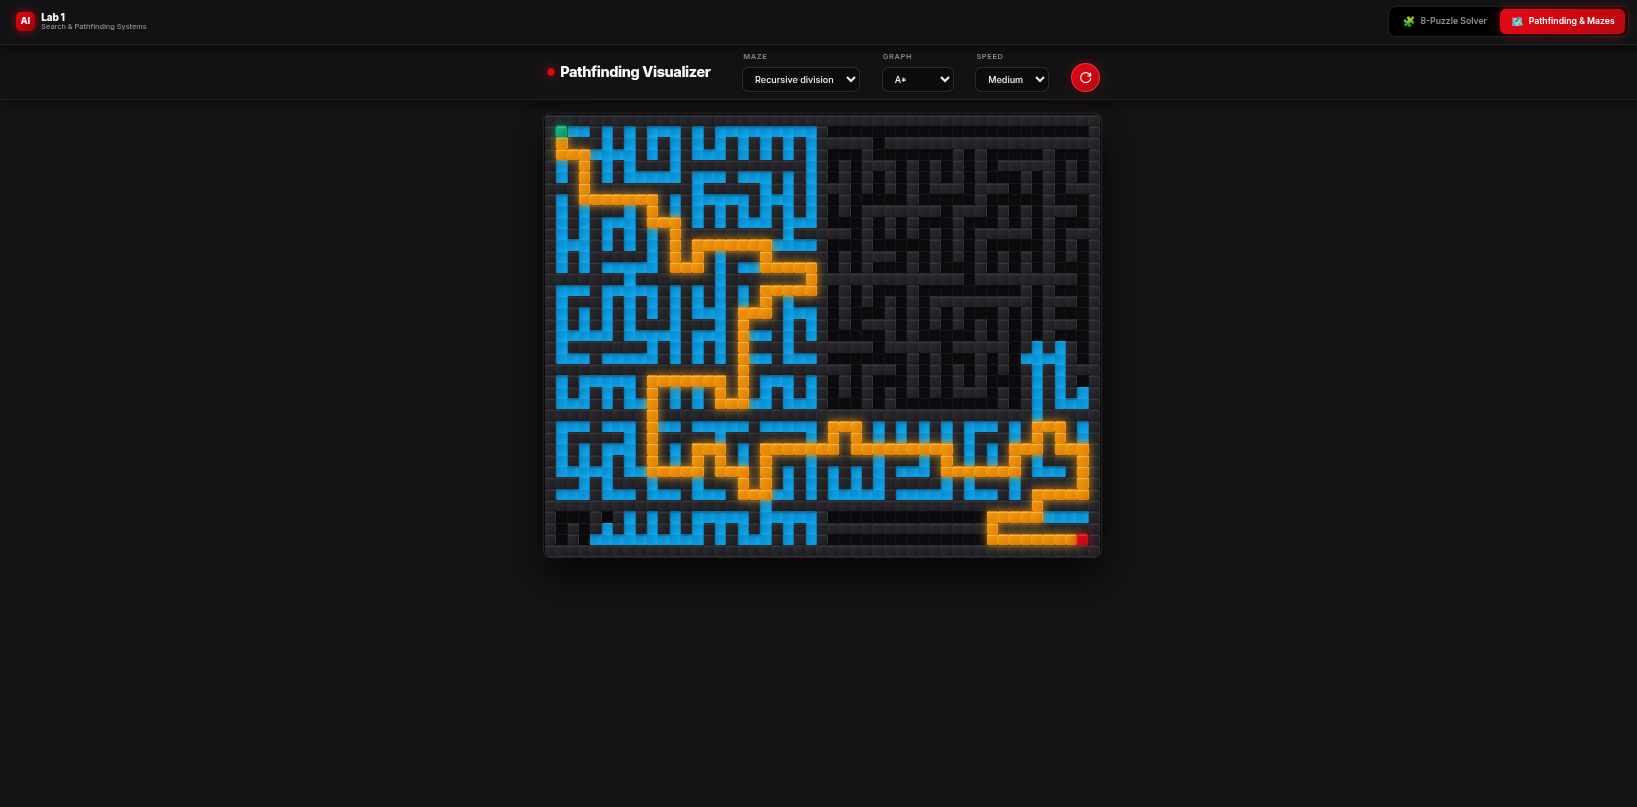 AI
Lab 1
Search & Pathfinding Systems
🧩 8-Puzzle Solver
🗺️ Pathfinding & Mazes
Pathfinding Visualizer
MAZE
Recursive division
GRAPH
A*
SPEED
Medium